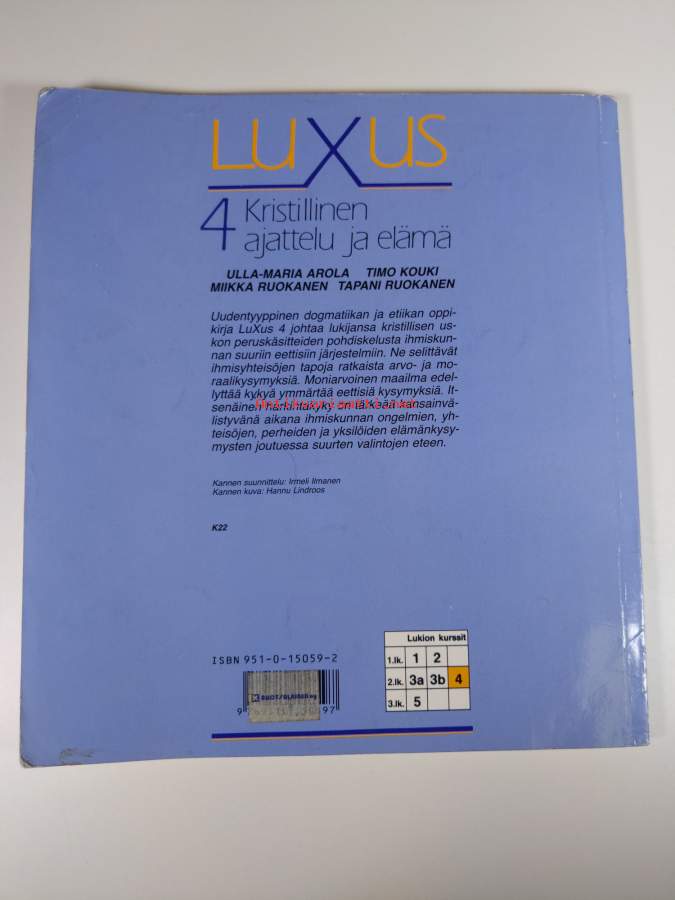 LuXus
4 Kristillinen
ajattelu ja elämä
ULLA-MARIA AROLA TIMO KOUKI
MIIKKA RUOKANEN TAPANI RUOKANEN
Uudentyyppinen dogmatiikan ja etiikan oppi-
kirja LuXus 4 johtaa lukijansa kristillisen us-
kon peruskäsitteiden pohdiskelusta ihmiskun-
nan suuriin eettisiin järjestelmiin. Ne selittävät
ihmisyhteisöjen tapoja ratkaista arvo- ja mo-
raalikysymyksiä. Moniarvoinen maailma edel-
lyttää kykyä ymmärtää eettisiä kysymyksiä. It-
senäinen harkintakyky on tärkeää kansainvä-
listyvänä aikana ihmiskunnan ongelmien, yh-
teisöjen, perheiden ja yksilöiden elämänkysy-
mysten joutuessa suurten valintojen eteen.
Kannen suunnittelu: Irmeli Ilmanen
Kannen kuva: Hannu Lindroos
K22
ISBN 951-0-15059-2
Lukion kurssit
1.lk. 1 2
2.lk. 3a 3b 4
3.lk. 5